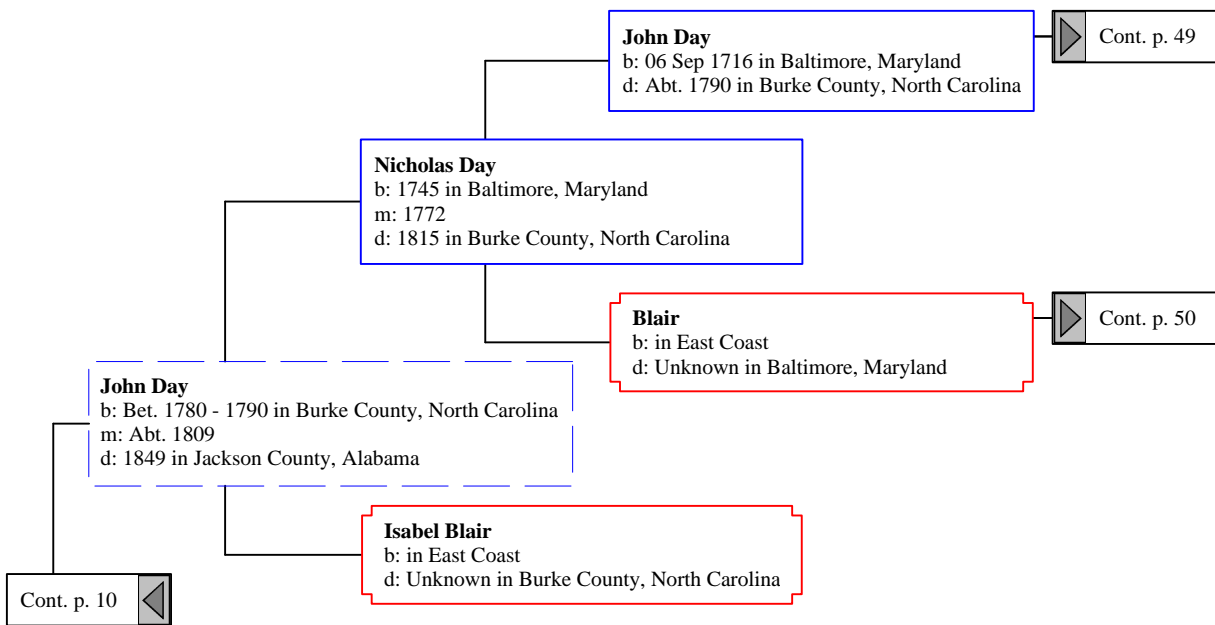 John Day
b: 06 Sep 1716 in Baltimore, Maryland
d: Abt. 1790 in Burke County, North Carolina
Cont. p. 49
Nicholas Day
b: 1745 in Baltimore, Maryland
m: 1772
d: 1815 in Burke County, North Carolina
Blair
b: in East Coast
d: Unknown in Baltimore, Maryland
Cont. p. 50
John Day
b: Bet. 1780 - 1790 in Burke County, North Carolina
m: Abt. 1809
d: 1849 in Jackson County, Alabama
Isabel Blair
b: in East Coast
d: Unknown in Burke County, North Carolina
Cont. p. 10